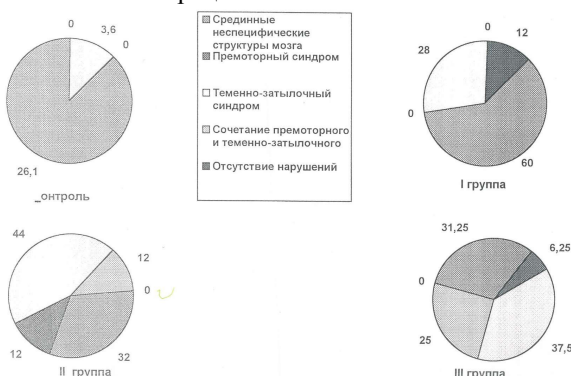 0
3,6
0
26,1
_онтроль
Срединные
неспецифические
структуры мозга
Премоторный синдром
Теменно-затылочный
синдром
Сочетание премоторного
и теменно-затылочного
Отсутствие нарушений
0
12
28
0
60
I группа
44
12
0
12
32
II группа
31,25
6,25
0
25
37,5
III группа